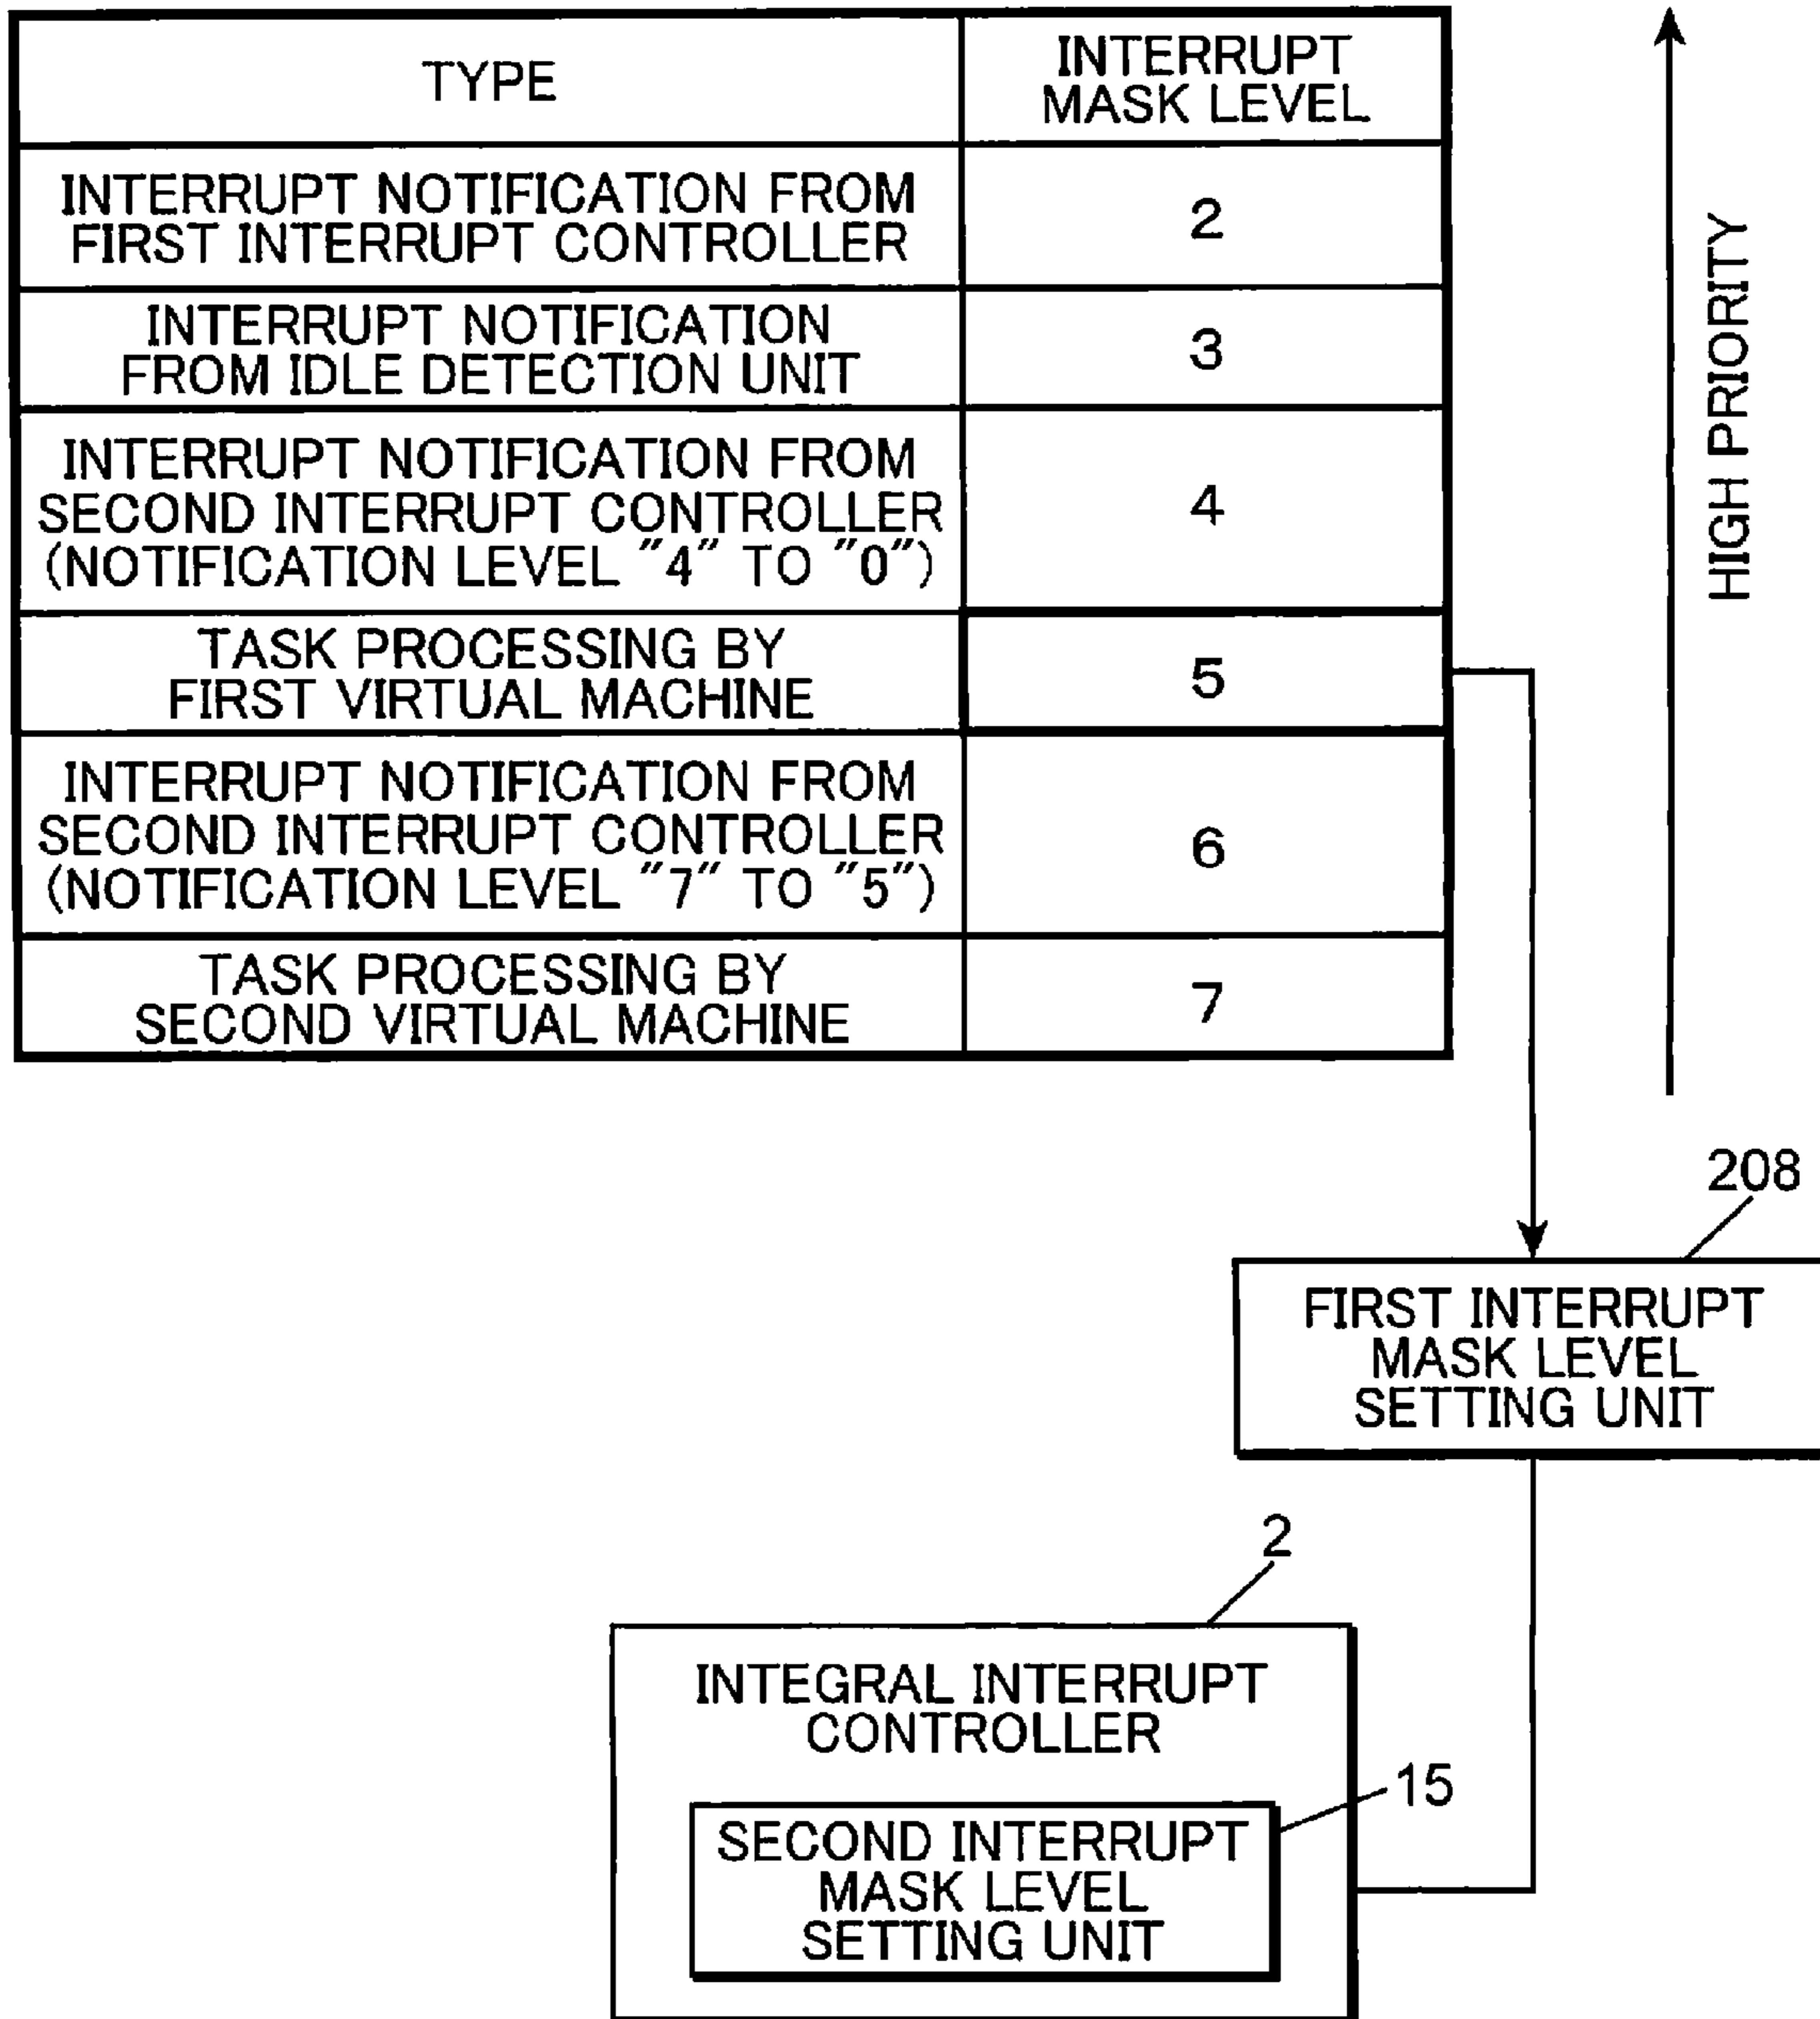 TYPE
INTERRUPT
MASK LEVEL
INTERRUPT NOTIFICATION FROM
FIRST INTERRUPT CONTROLLER
2
INTERRUPT NOTIFICATION
FROM IDLE DETECTION UNIT
3
INTERRUPT NOTIFICATION FROM
SECOND INTERRUPT CONTROLLER
(NOTIFICATION LEVEL "4" TO "0")
4
TASK PROCESSING BY
FIRST VIRTUAL MACHINE
5
INTERRUPT NOTIFICATION FROM
SECOND INTERRUPT CONTROLLER
(NOTIFICATION LEVEL "7" TO "5")
6
TASK PROCESSING BY
SECOND VIRTUAL MACHINE
7
HIGH PRIORITY
208
FIRST INTERRUPT
MASK LEVEL
SETTING UNIT
2
INTEGRAL INTERRUPT
CONTROLLER
15
SECOND INTERRUPT
MASK LEVEL
SETTING UNIT